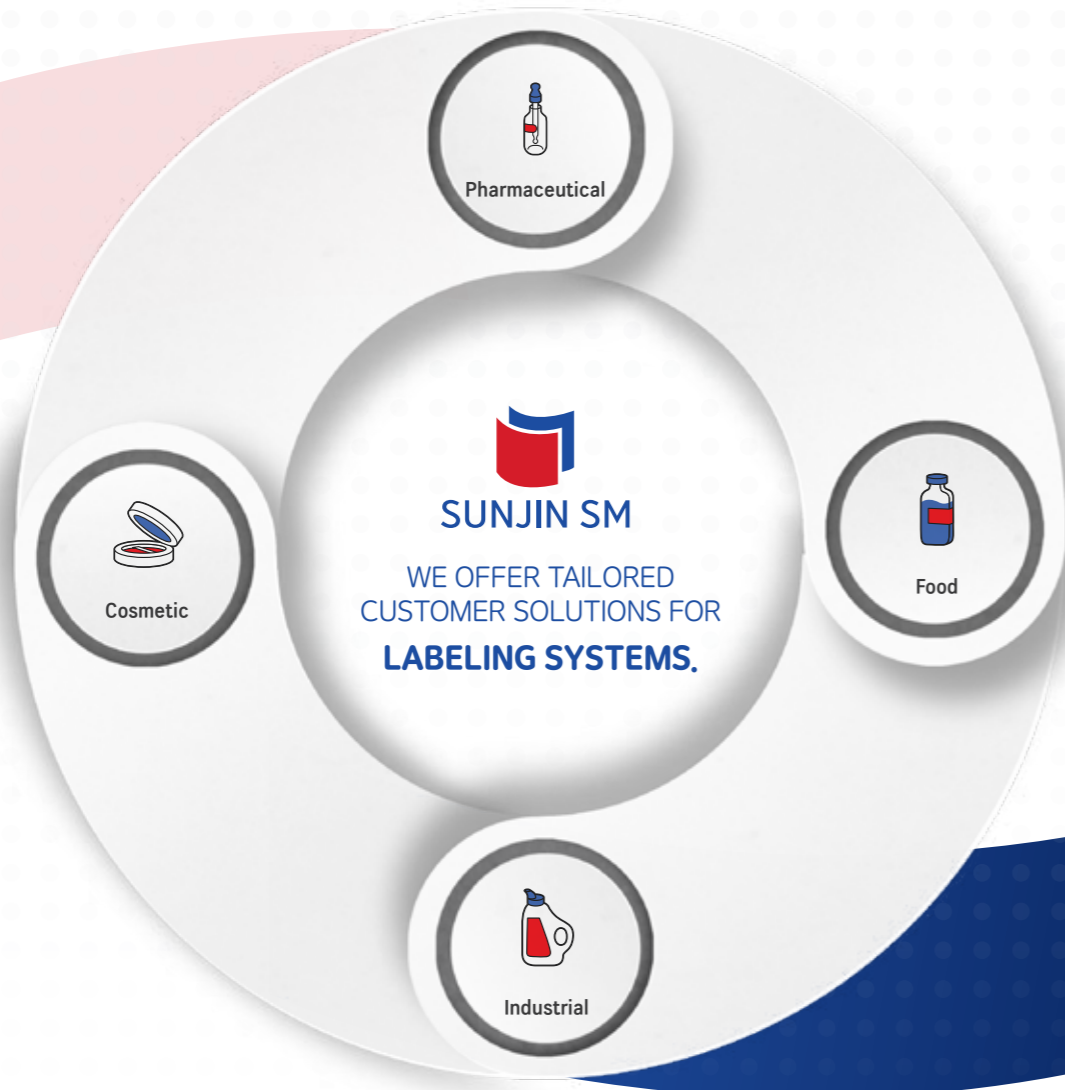 Pharmaceutical
SUNJIN SM
WE OFFER TAILORED
CUSTOMER SOLUTIONS FOR
LABELING SYSTEMS.
Cosmetic
Food
Industrial